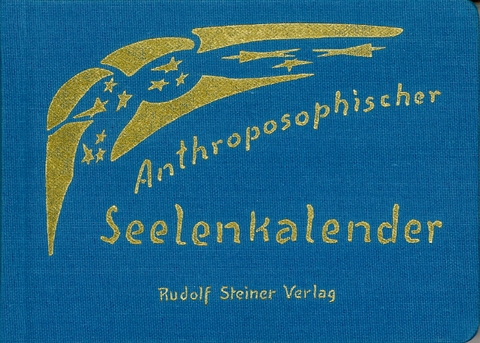 Anthroposophischer
Seelenkalender
Rudolf Steiner Verlag